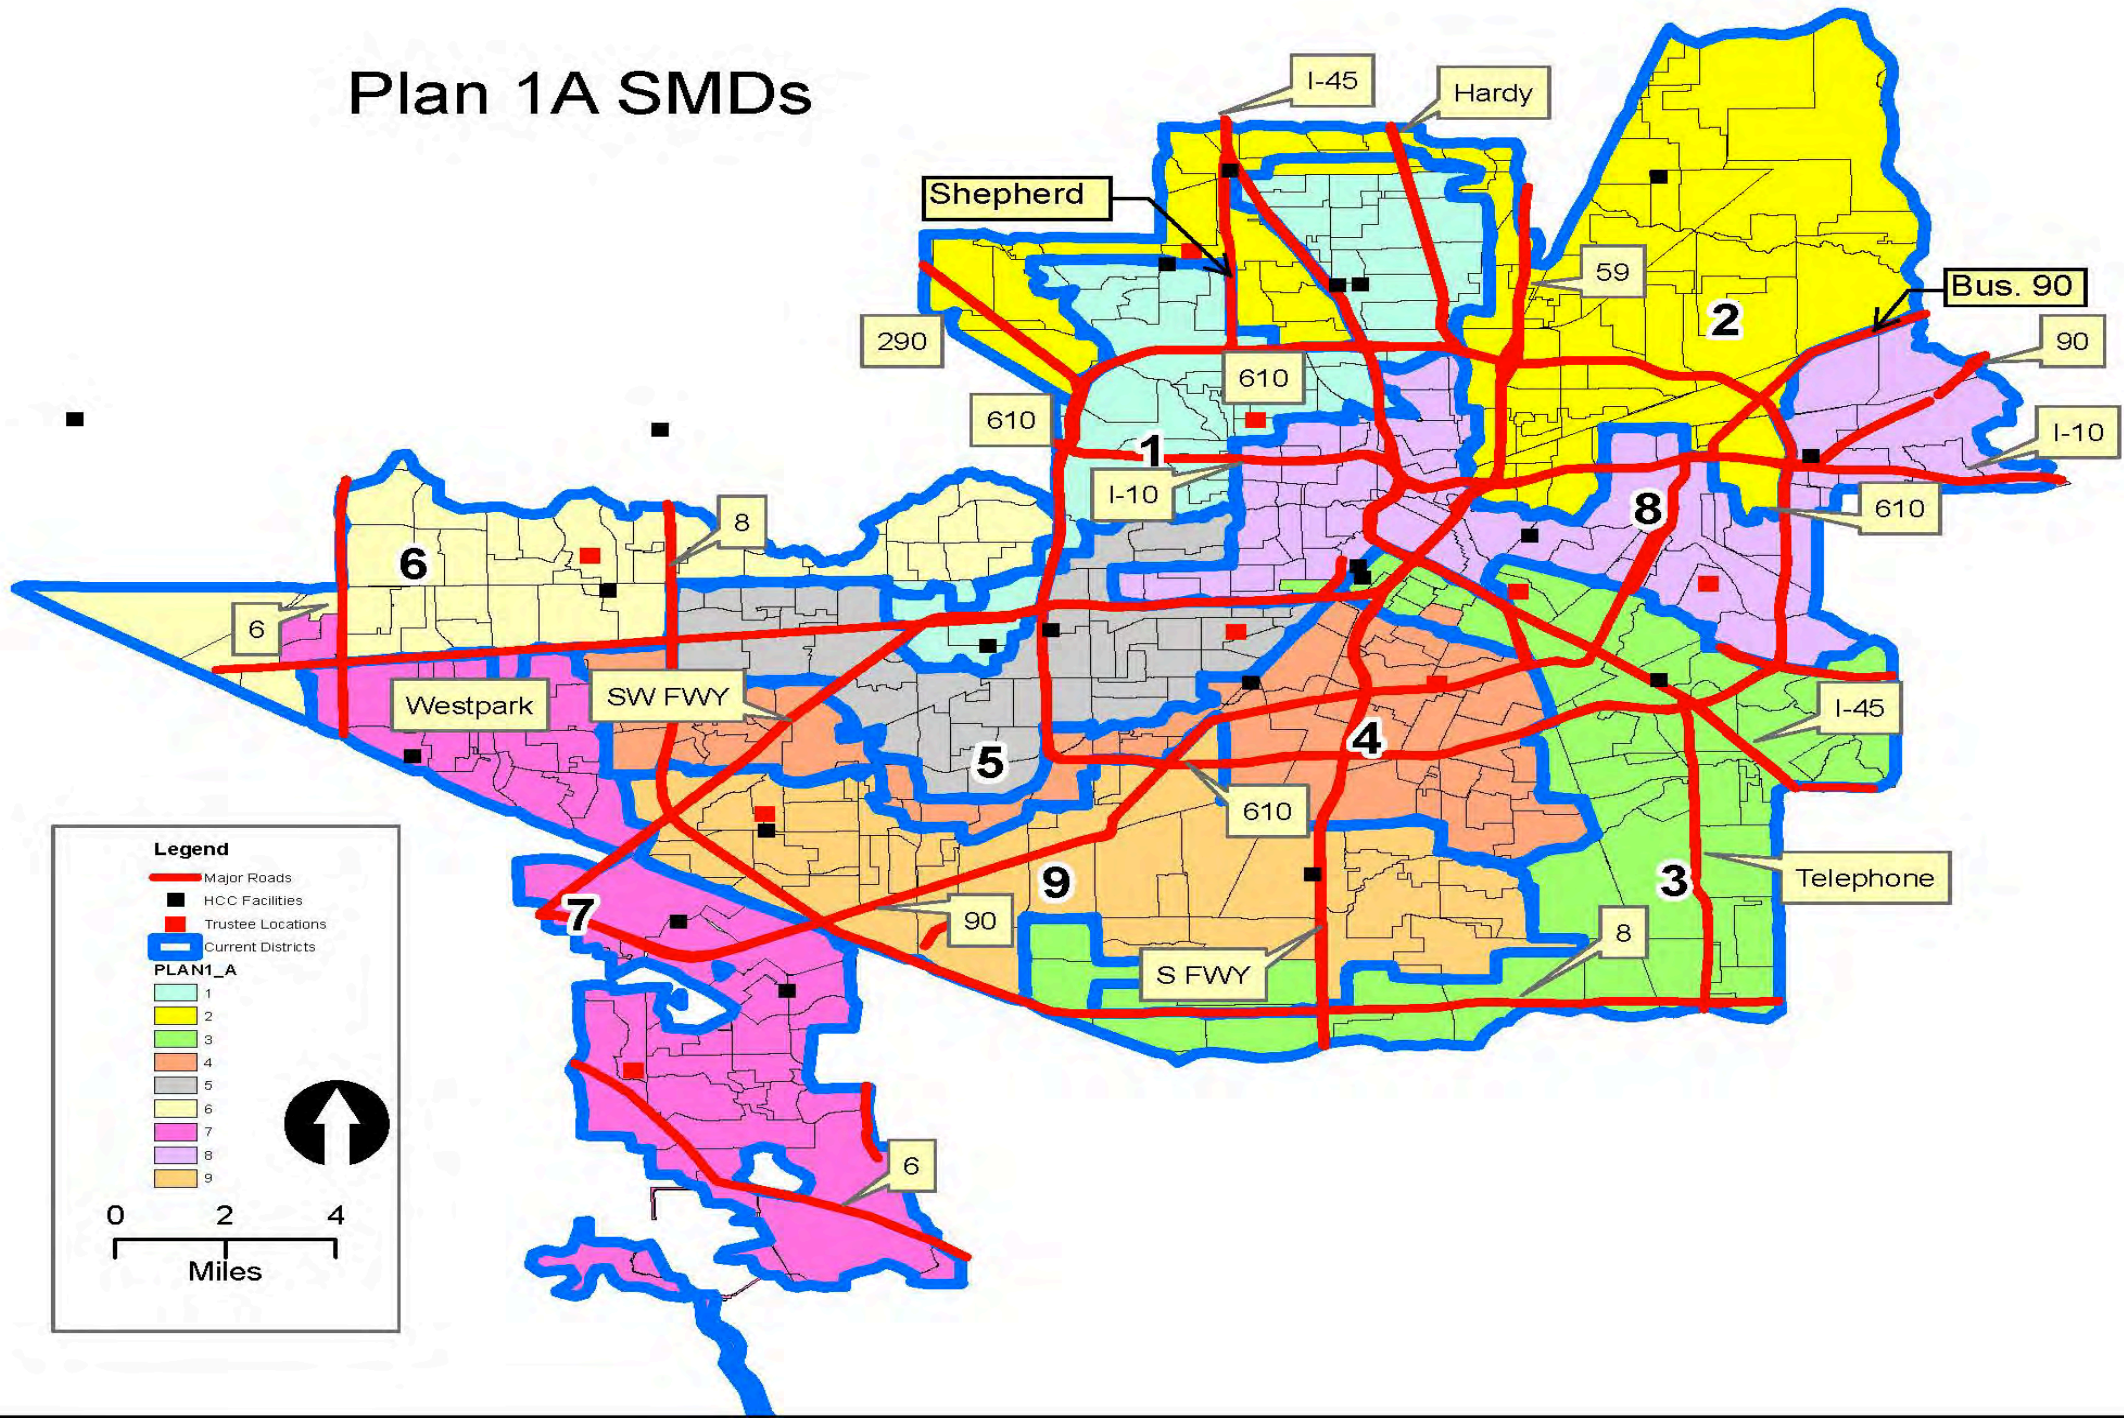 Plan 1A SMDs
I-45
Hardy
Shepherd
59
Bus. 90
2
290
90
610
610
1
I-10
I-10
8
8
610
6
6
Westpark
SW FWY
I-45
5
4
610
Telephone
9
3
7
90
8
S FWY
6
Legend
Major Roads
HCC Facilities
Trustee Locations
Current Districts
PLAN1_A
1
2
3
4
5
6
7
8
9
0 2 4
Miles